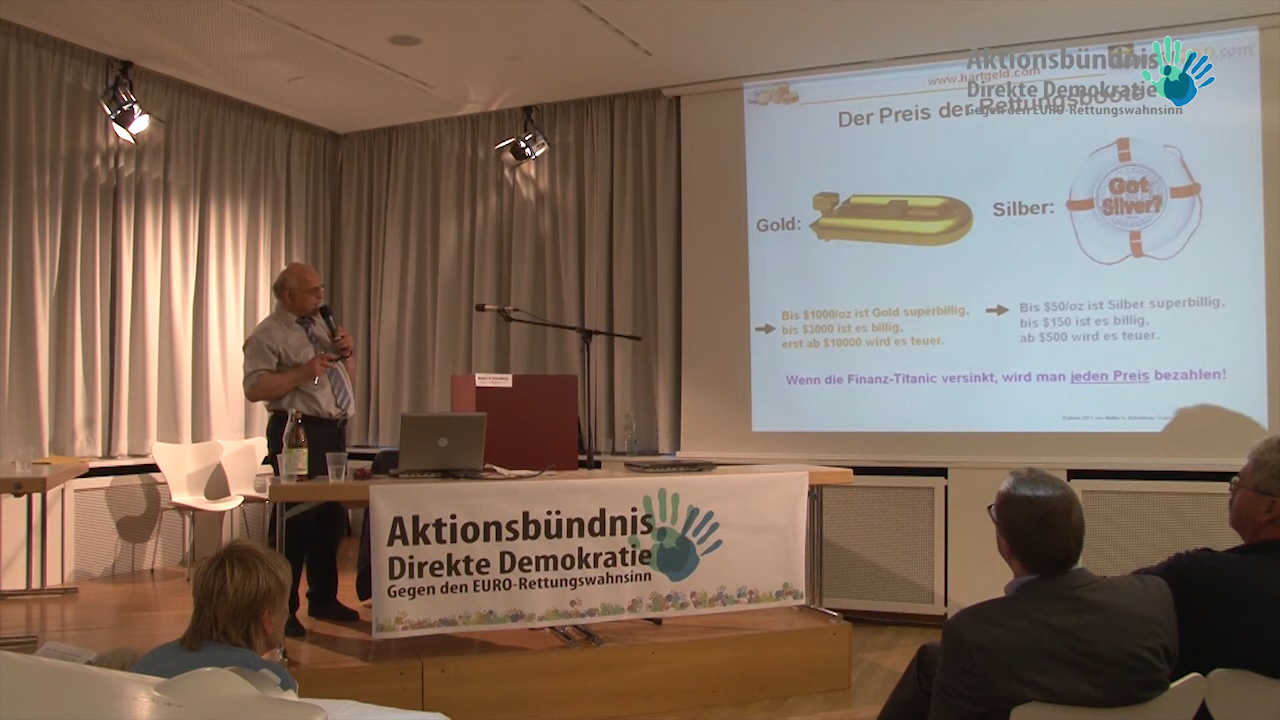 Aktionsbündnis
Direkte Demokratie
Gegen den EURO-Rettungswahnsinn
www.hartgeld.com
Der Preis der Rettungsboote
Gold:
Silber:
Got
Silver?
Bis $1000/oz ist Gold superbillig,
bis $3000 ist es billig,
erst ab $10000 wird es teuer.
Bis $50/oz ist Silber superbillig,
bis $150 ist es billig,
ab $500 wird es teuer.
Wenn die Finanz-Titanic versinkt, wird man jeden Preis bezahlen!
Aktionsbündnis
Direkte Demokratie
Gegen den EURO-Rettungswahnsinn